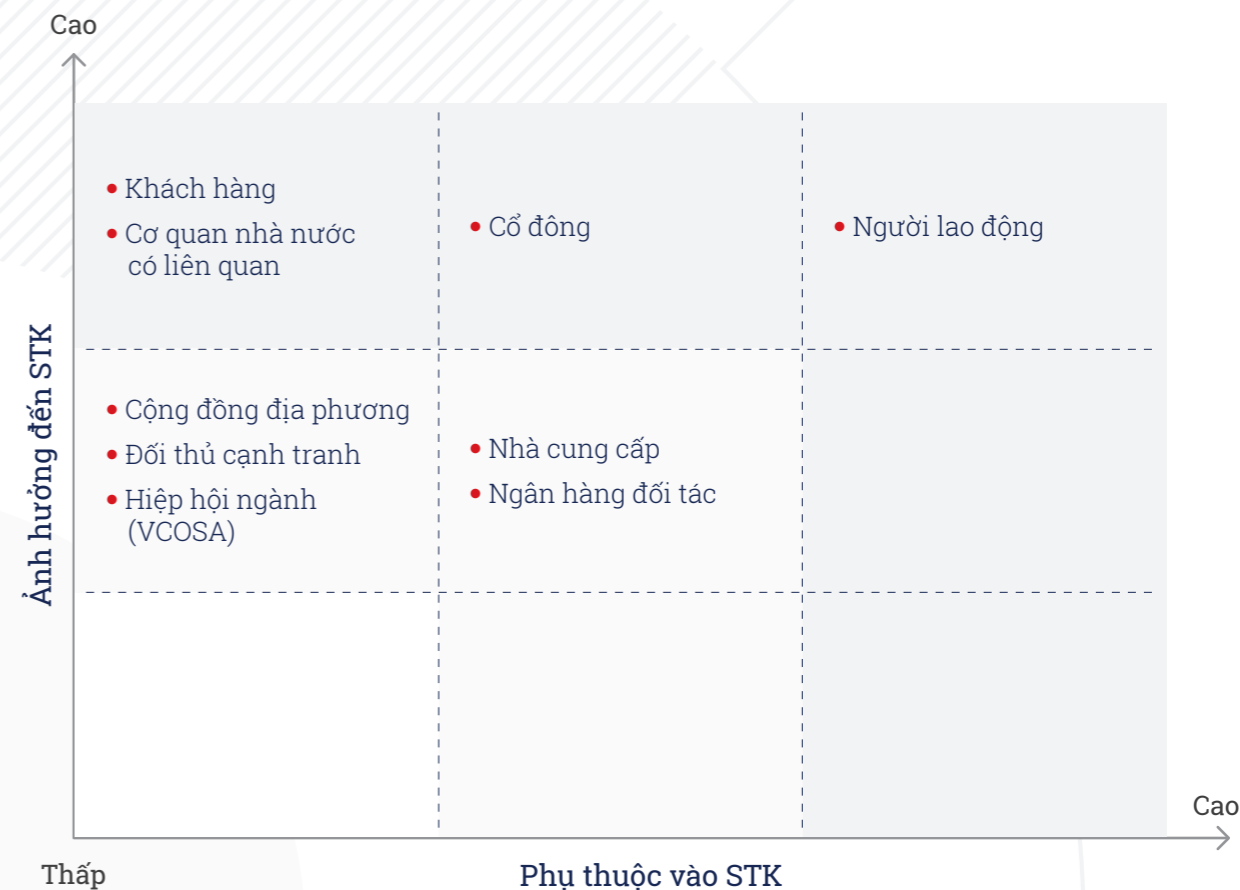 Cao
• Khách hàng
• Cơ quan nhà nước
có liên quan
• Cổ đông
• Người lao động
Ảnh hưởng đến STK
• Cộng đồng địa phương
• Đối thủ cạnh tranh
• Hiệp hội ngành
(VCOSA)
• Nhà cung cấp
• Ngân hàng đối tác
Cao
Thấp
Phụ thuộc vào STK